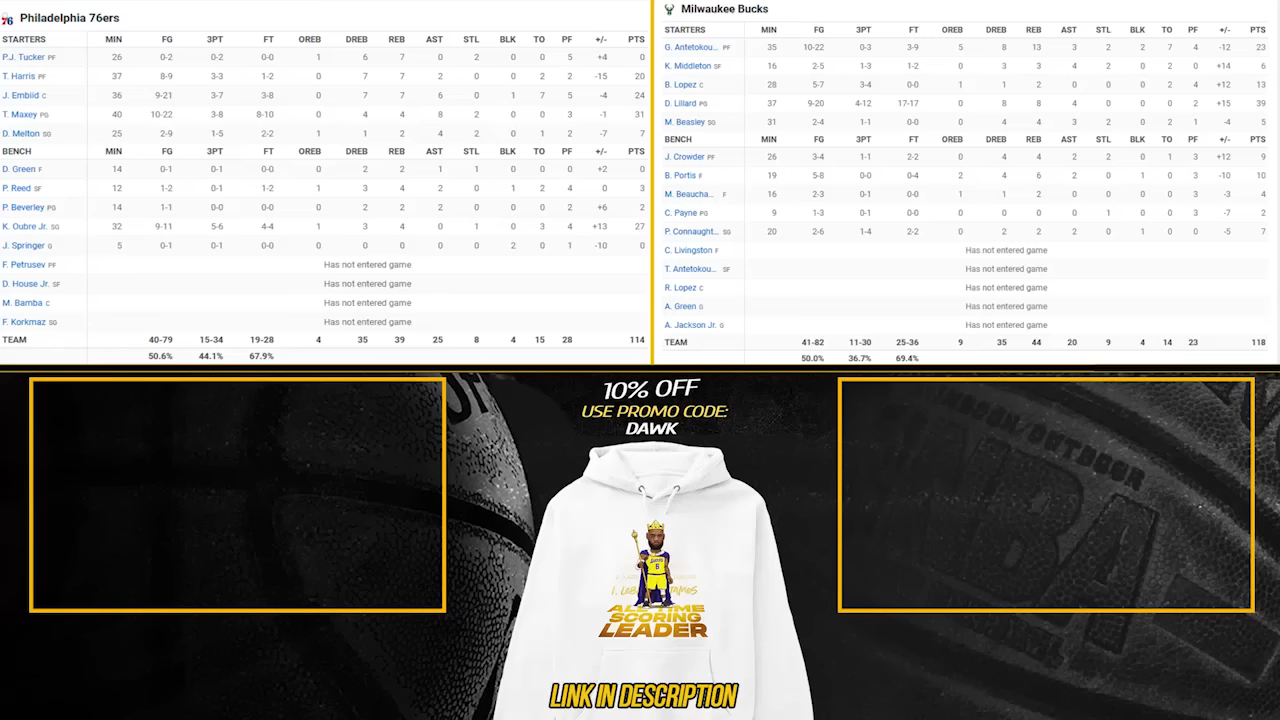 76 Philadelphia 76ers
STARTERS MIN FG 3PT FT OREB DREB REB AST STL BLK TO PF +/- PTS
P.J. Tucker PF 26 0-2 0-2 0-0 1 6 7 0 2 0 0 5 +4 0
T. Harris PF 37 8-9 3-3 1-2 0 7 7 2 0 0 2 2 -15 20
J. Embiid C 36 9-21 3-7 3-8 0 7 7 6 0 1 7 5 -4 24
T. Maxey PG 40 10-22 3-8 8-10 0 4 4 8 2 0 0 3 -1 31
D. Melton SG 25 2-9 1-5 2-2 0 1 1 2 4 2 0 1 2 -7 7
BENCH MIN FG 3PT FT OREB DREB REB AST STL BLK TO PF +/- PTS
D. Green F 14 0-1 0-1 0-0 0 2 2 1 1 0 0 0 +2 0
P. Reed SF 12 1-2 0-1 1-2 1 3 4 2 0 1 2 4 0 3
P. Beverley PG 14 1-1 0-0 0-0 0 2 2 2 0 0 0 2 +6 2
K. Oubre Jr. SG 32 9-11 5-6 4-4 1 3 4 0 1 0 3 4 +13 27
J. Springer G 5 0-1 0-1 0-0 0 0 0 0 0 2 0 1 -10 0
F. Petrusev PF Has not entered game
D. House Jr. SF Has not entered game
M. Bamba C Has not entered game
F. Korkmaz SG Has not entered game
TEAM 40-79 15-34 19-28 4 35 39 25 8 4 15 28 114
50.6% 44.1% 67.9%
Milwaukee Bucks
STARTERS MIN FG 3PT FT OREB DREB REB AST STL BLK TO PF +/- PTS
G. Antetokou... PF 35 10-22 0-3 3-9 5 8 13 3 2 2 7 4 -12 23
K. Middleton SF 16 2-5 1-3 1-2 0 3 3 4 2 0 2 0 +14 6
B. Lopez C 28 5-7 3-4 0-0 1 1 2 0 0 0 2 4 +12 13
D. Lillard PG 37 9-20 4-12 17-17 0 8 8 4 0 0 2 2 +15 39
M. Beasley SG 31 2-4 1-1 0-0 0 4 4 3 2 0 2 1 -4 5
BENCH MIN FG 3PT FT OREB DREB REB AST STL BLK TO PF +/- PTS
J. Crowder PF 26 3-4 1-1 2-2 0 4 4 2 2 0 1 3 +12 9
B. Portis F 19 5-8 0-0 0-4 2 4 6 2 0 1 0 3 -10 10
M. Beaucha... F 16 2-3 0-1 0-0 1 1 2 0 0 0 0 3 -3 4
C. Payne PG 9 1-3 0-1 0-0 0 0 0 0 1 0 0 3 -7 2
P. Connaught... SG 20 2-6 1-4 2-2 0 2 2 2 0 1 0 0 -5 7
C. Livingston F Has not entered game
T. Antetokou... SF Has not entered game
R. Lopez C Has not entered game
A. Green G Has not entered game
A. Jackson Jr. G Has not entered game
TEAM 41-82 11-30 25-36 9 35 44 20 9 4 14 23 118
50.0% 36.7% 69.4%
10% OFF
USE PROMO CODE:
DAWK
6
ALL TIME
SCORING
LEADER
LINK IN DESCRIPTION